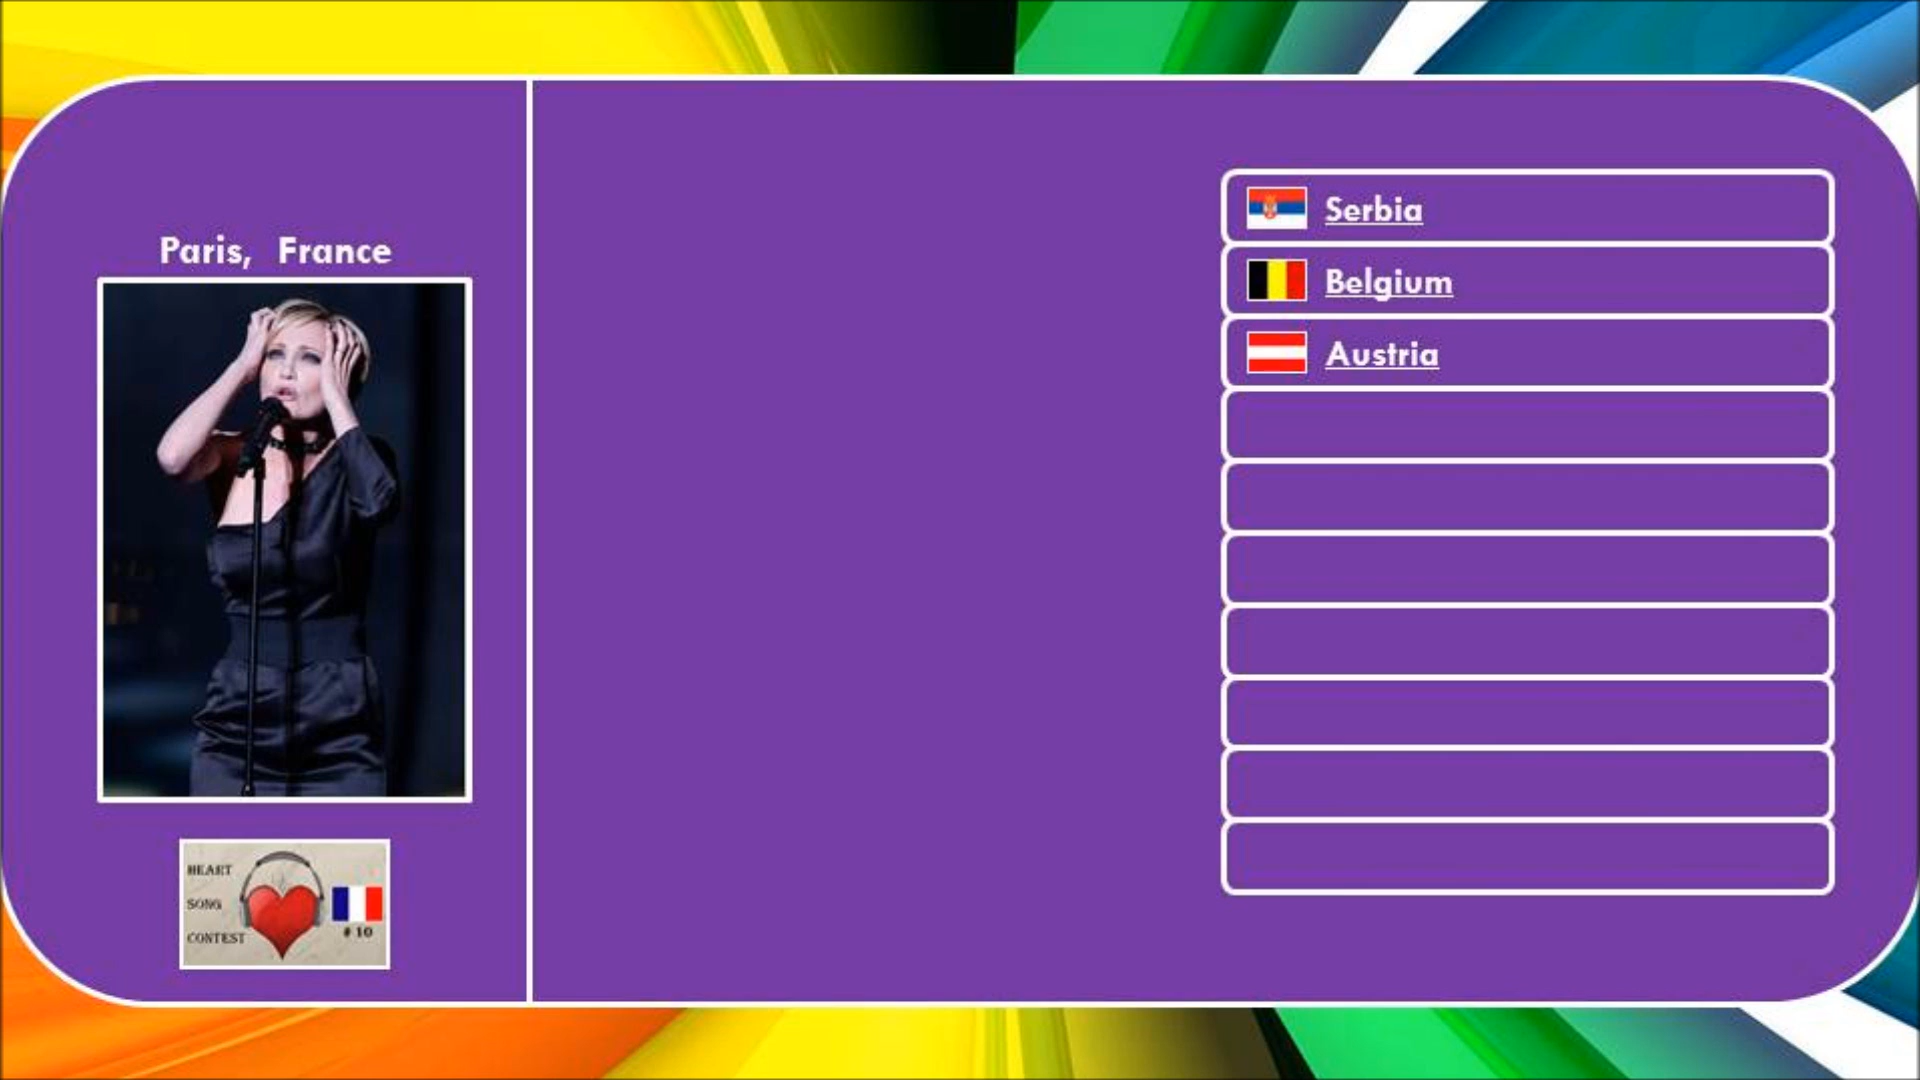 Paris, France
HEART
SONG
CONTEST
# 10
Serbia
Belgium
Austria